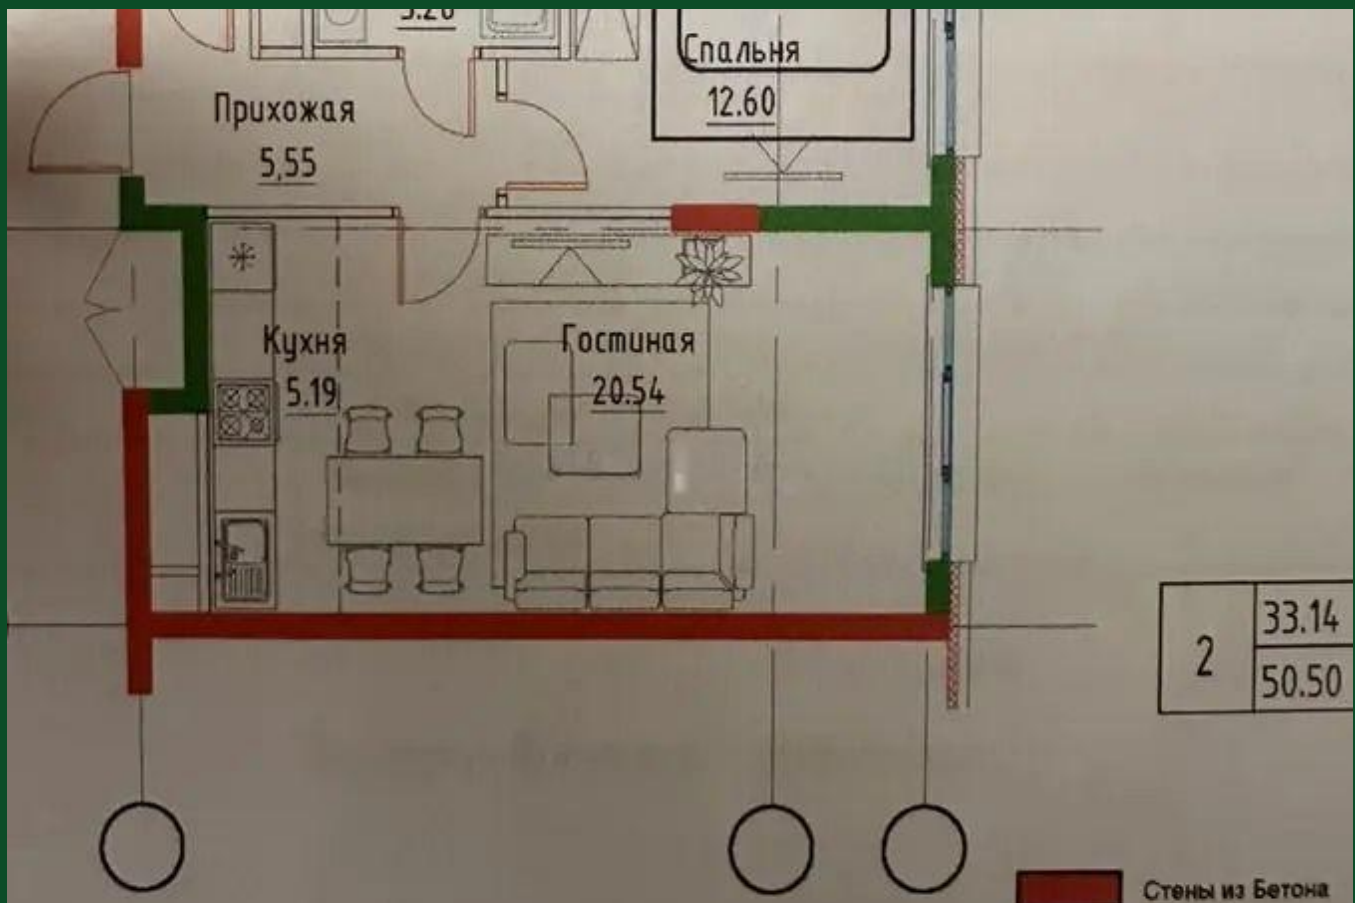 Спальня
12.60
Прихожая
5,55
Кухня
5.19
Гостиная
20.54
2
33.14
50.50
Стены из Бетона